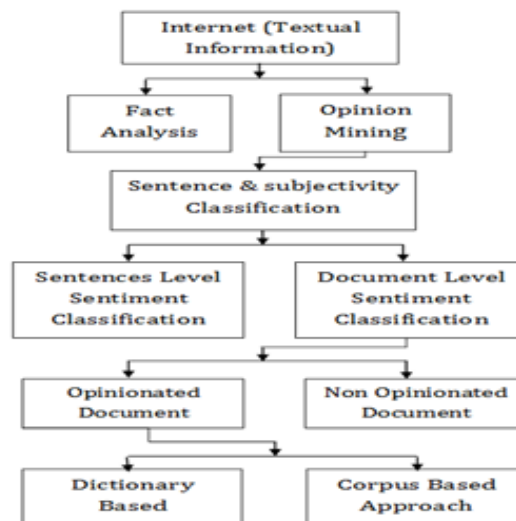 Internet (Textual
Information)
Fact
Analysis
Opinion
Mining
Sentence & subjectivity
Classification
Sentences Level
Sentiment
Classification
Document Level
Sentiment
Classification
Opinionated
Document
Non Opinionated
Document
Dictionary
Based
Corpus Based
Approach